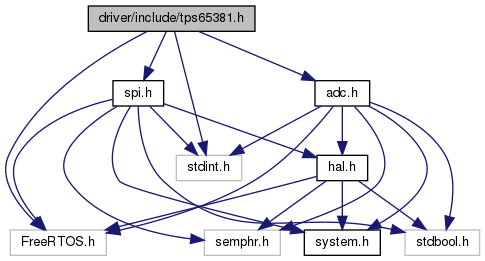 driver/include/tps65381.h
spi.h
adc.h
stdint.h
hal.h
FreeRTOS.h
semphr.h
system.h
stdbool.h